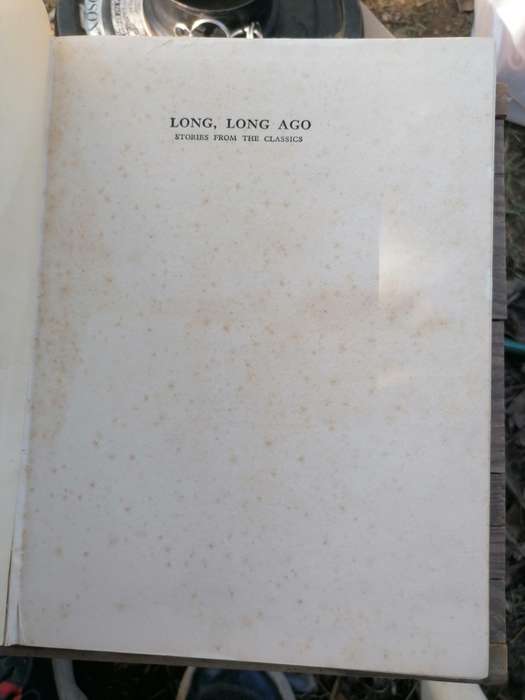 LONG, LONG AGO
STORIES FROM THE CLASSICS